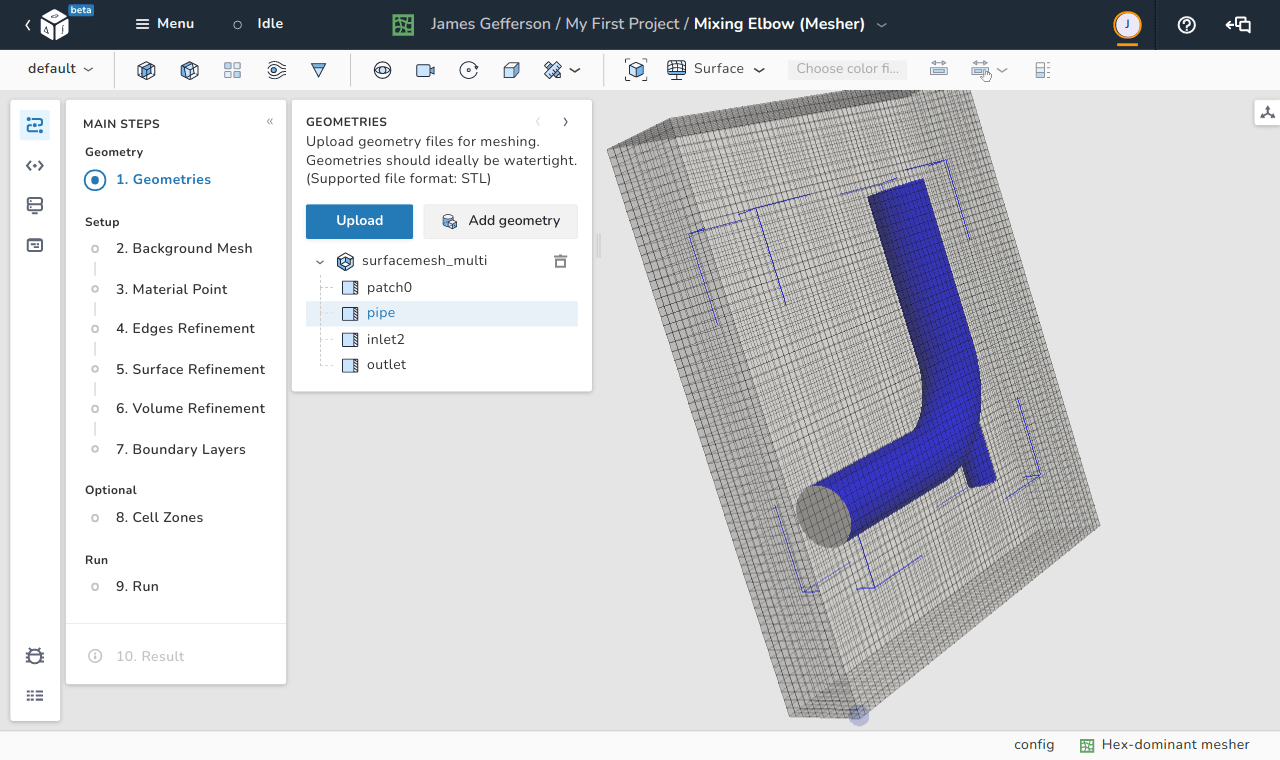 beta
Menu
Idle
James Gefferson / My First Project / Mixing Elbow (Mesher)
J
default
Surface
Choose color fi...
MAIN STEPS
Geometry
1. Geometries
Setup
2. Background Mesh
3. Material Point
4. Edges Refinement
5. Surface Refinement
6. Volume Refinement
7. Boundary Layers
Optional
8. Cell Zones
Run
9. Run
10. Result
GEOMETRIES
Upload geometry files for meshing.
Geometries should ideally be watertight.
(Supported file format: STL)
Upload
Add geometry
surfacemesh_multi
patch0
pipe
inlet2
outlet
config
Hex-dominant mesher